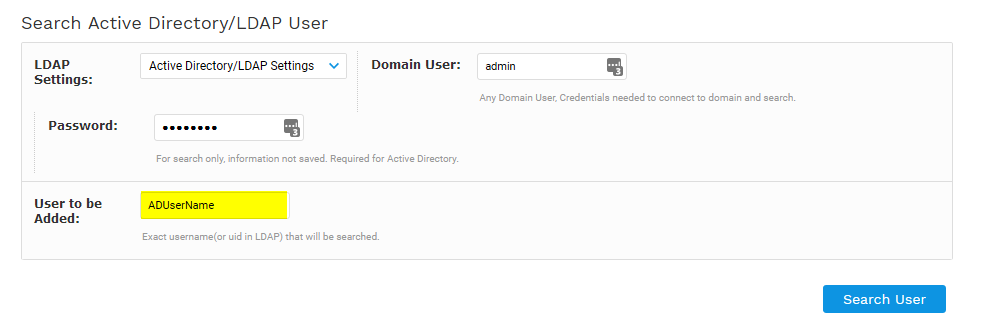 Search Active Directory/LDAP User
LDAP Settings:
Active Directory/LDAP Settings
Domain User:
admin
3
Any Domain User, Credentials needed to connect to domain and search.
Password:
••••••••
3
For search only, information not saved. Required for Active Directory.
User to be Added:
ADUserName
Exact username(or uid in LDAP) that will be searched.
Search User